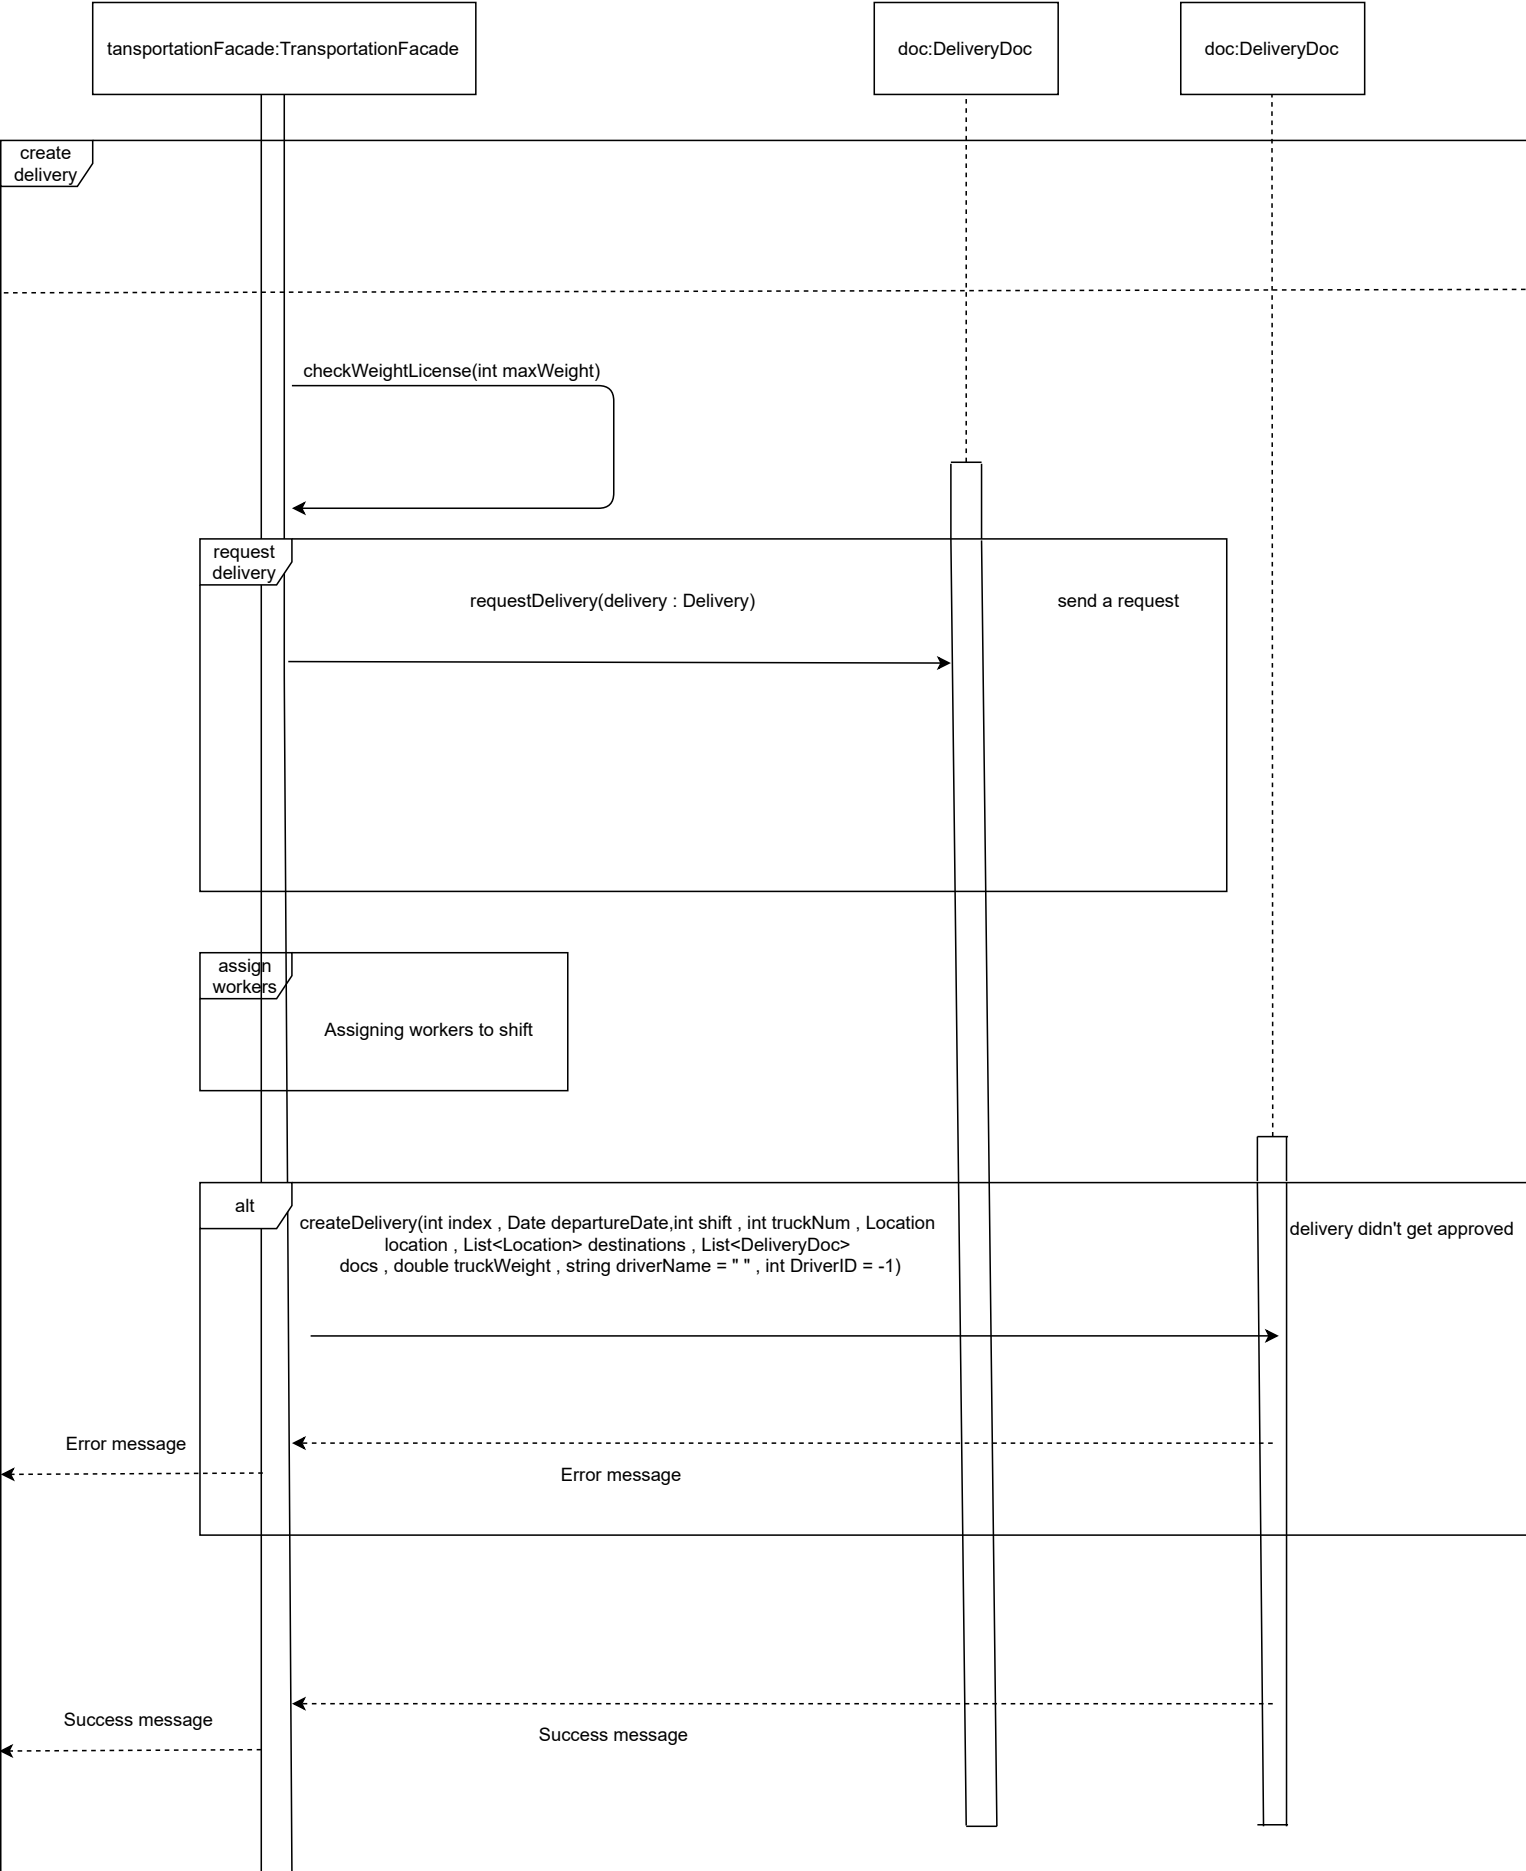 tansportationFacade:TransportationFacade
doc:DeliveryDoc
doc:DeliveryDoc
create
delivery
checkWeightLicense(int maxWeight)
request
delivery
requestDelivery(delivery : Delivery)
send a request
assign
workers
Assigning workers to shift
alt
createDelivery(int index , Date departureDate,int shift , int truckNum , Location
location , List<Location> destinations , List<DeliveryDoc>
docs , double truckWeight , string driverName = " " , int DriverID = -1)
delivery didn't get approved
Error message
Error message
Success message
Success message